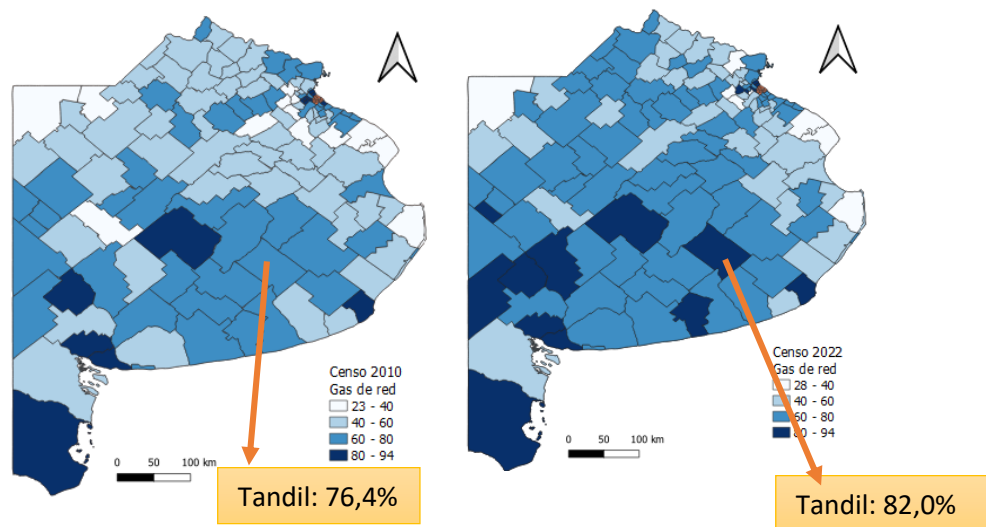 Censo 2010
Gas de red
23 - 40
40 - 60
60 - 80
80 - 94
0 50 100 km
Tandil: 76,4%
Censo 2022
Gas de red
28 - 40
40 - 60
60 - 80
80 - 94
0 50 100 km
Tandil: 82,0%